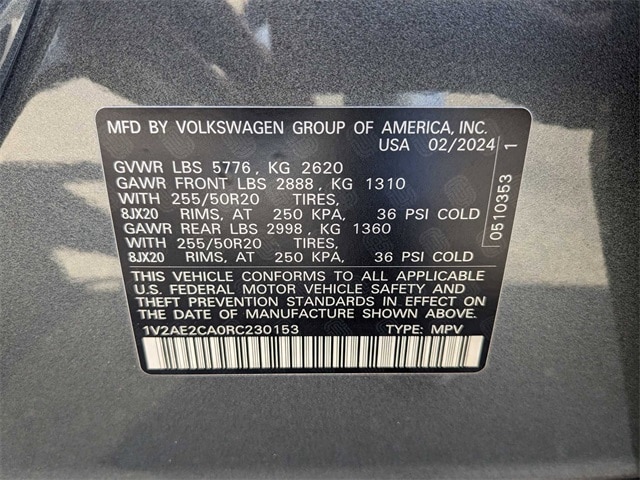 MFD BY VOLKSWAGEN GROUP OF AMERICA, INC.
USA 02/2024
GVWR LBS 5776, KG 2620
GAWR FRONT LBS 2888, KG 1310
WITH 255/50R20 TIRES,
8JX20 RIMS, AT 250 KPA, 36 PSI COLD
GAWR REAR LBS 2998, KG 1360
WITH 255/50R20 TIRES,
8JX20 RIMS, AT 250 KPA, 36 PSI COLD
THIS VEHICLE CONFORMS TO ALL APPLICABLE
U.S. FEDERAL MOTOR VEHICLE SAFETY AND
THEFT PREVENTION STANDARDS IN EFFECT ON
THE DATE OF MANUFACTURE SHOWN ABOVE.
1V2AE2CA0RC230153 TYPE: MPV
0510353 1